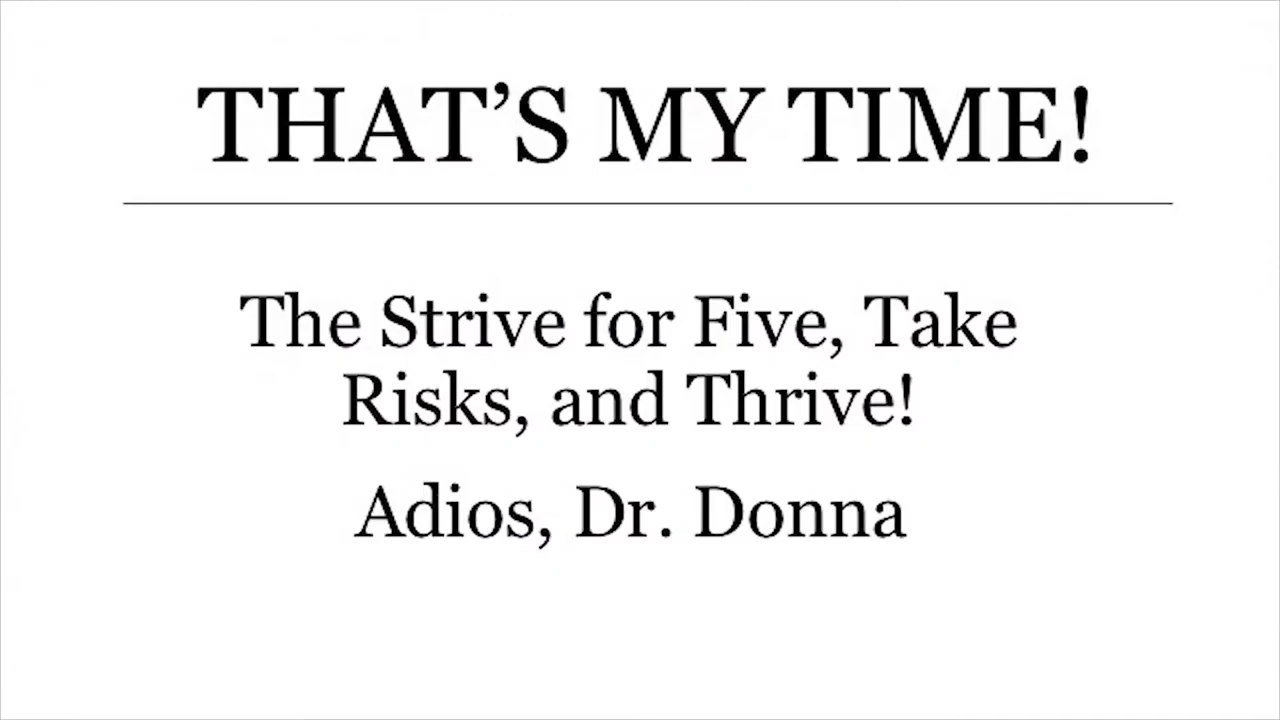 THAT’S MY TIME!
The Strive for Five, Take
Risks, and Thrive!
Adios, Dr. Donna